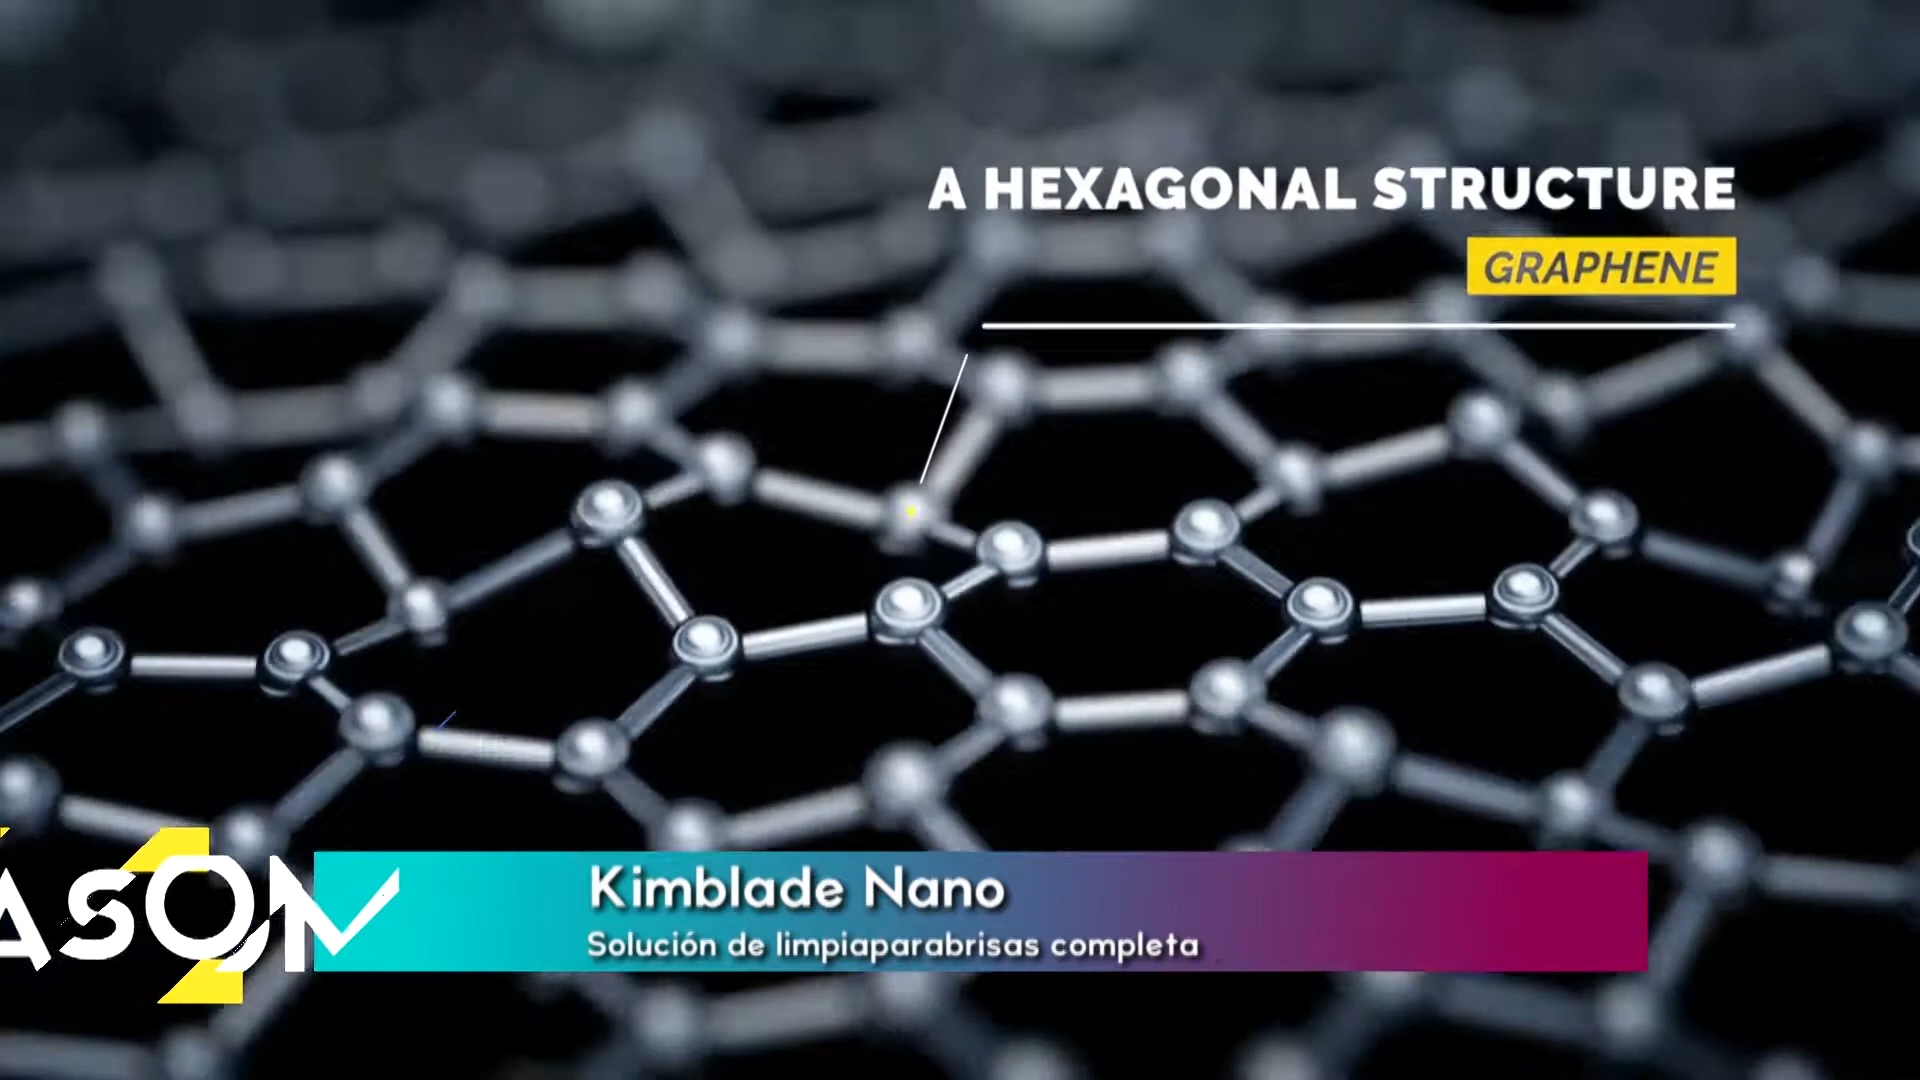 A HEXAGONAL STRUCTURE
GRAPHENE
Kimblade Nano
Solución de limpiaparabrisas completa